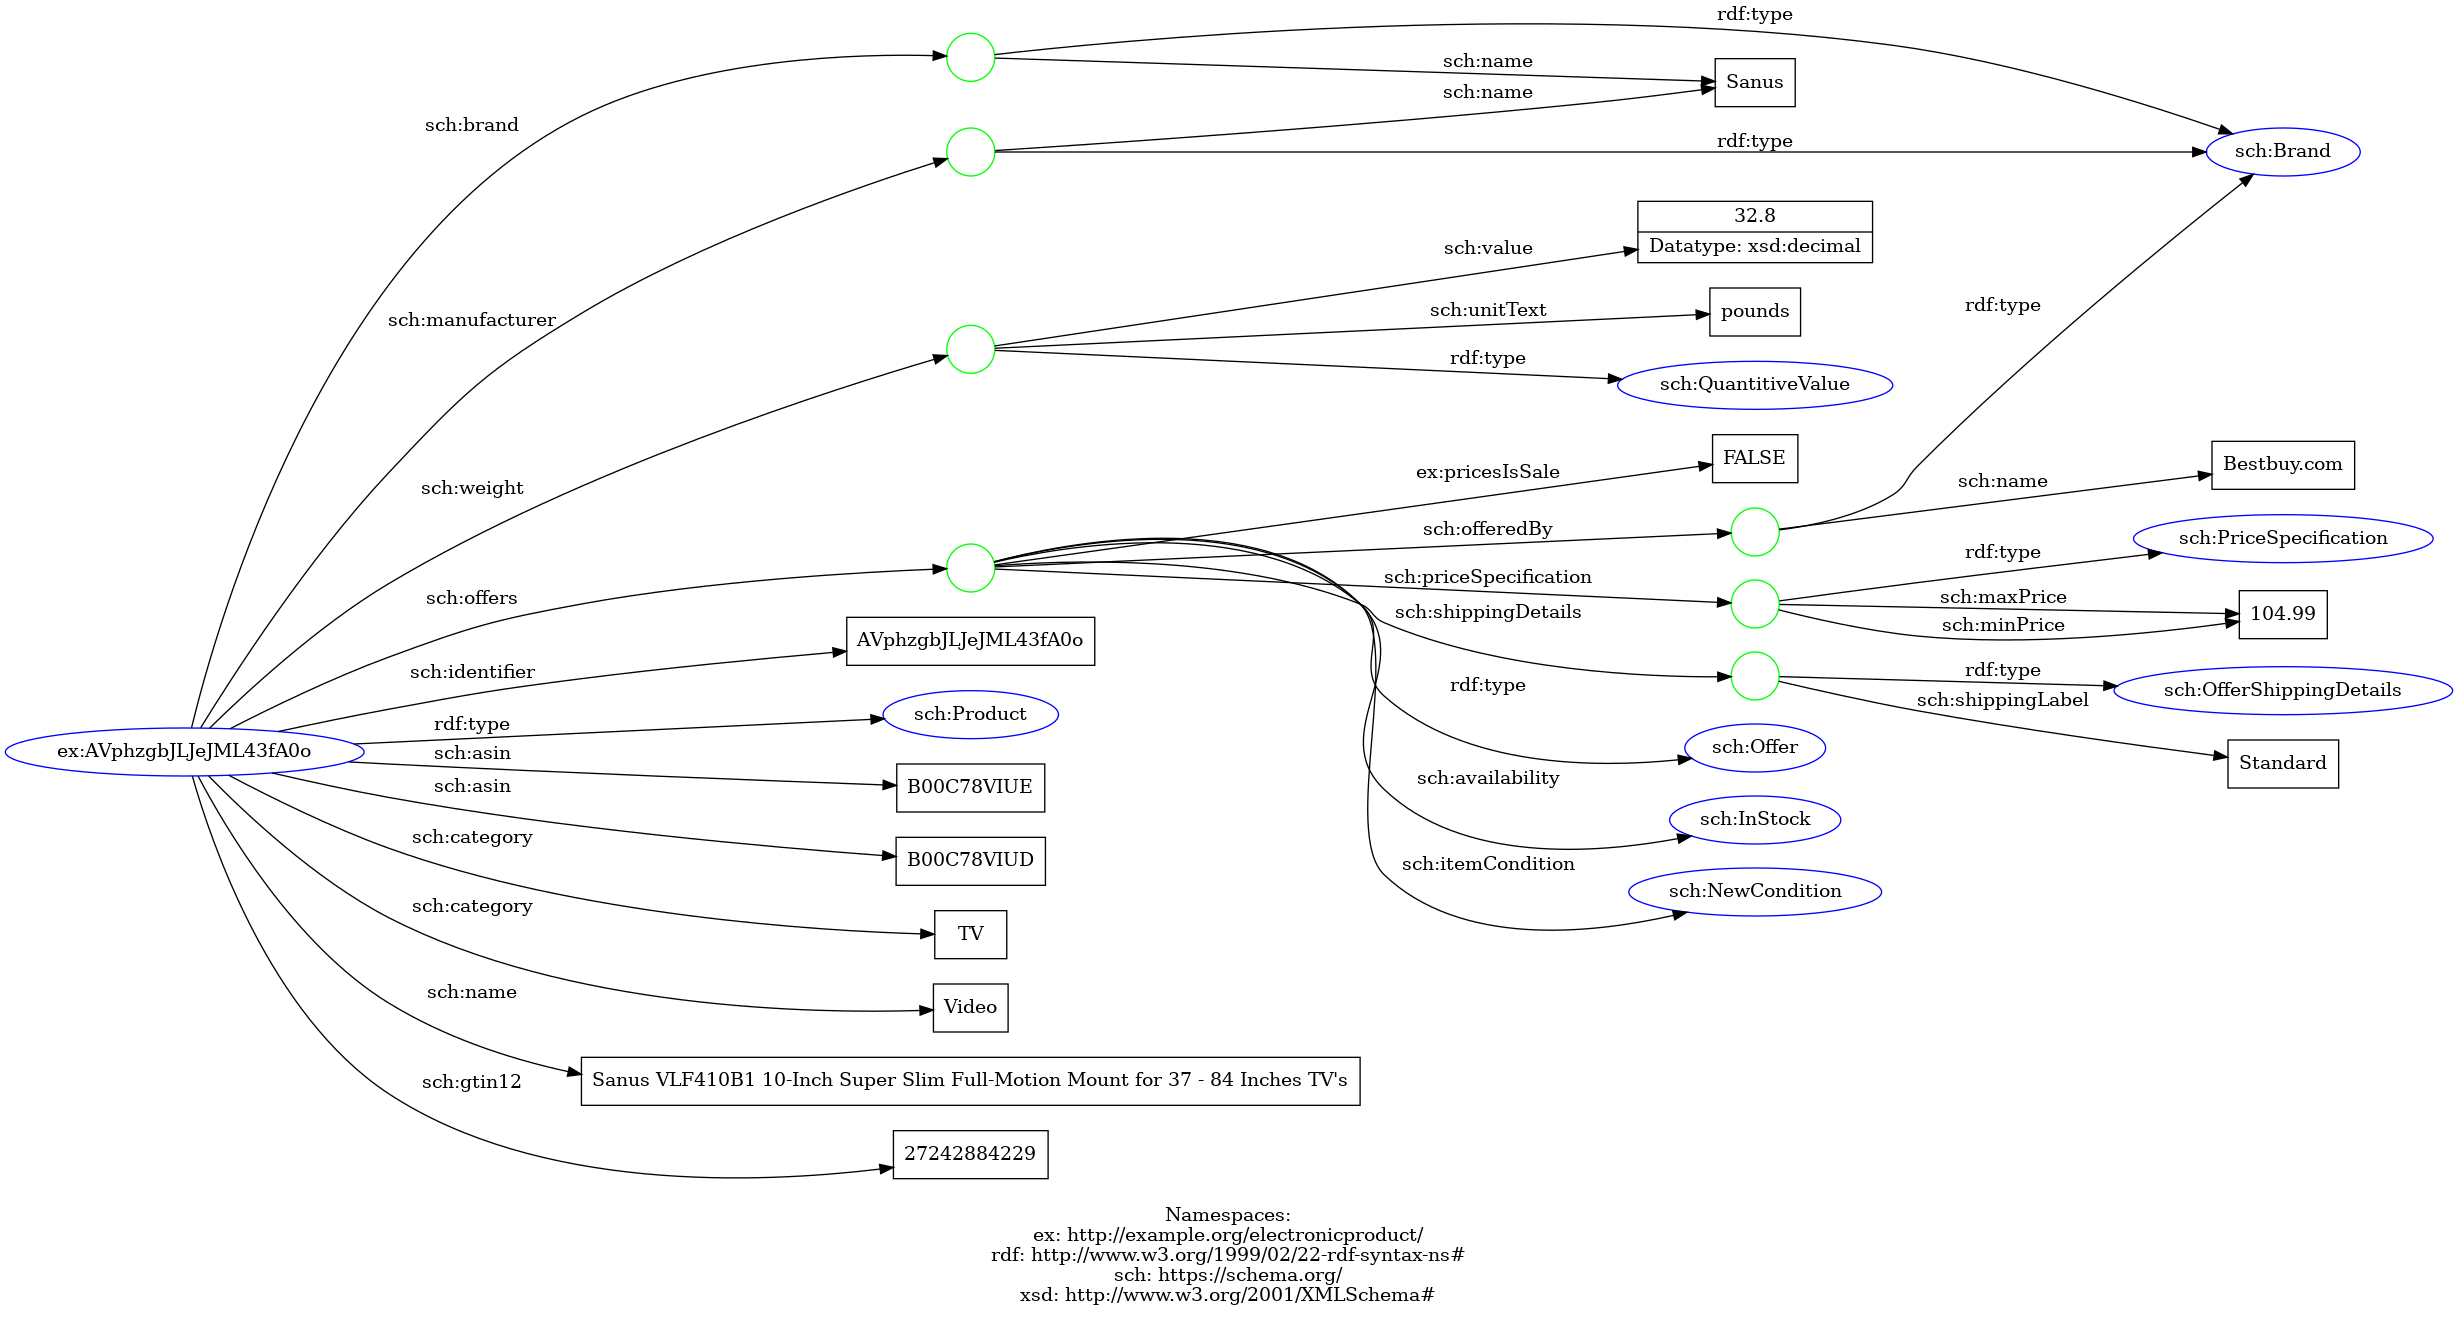 rdf:type
sch:name
Sanus
sch:name
sch:brand
rdf:type
sch:Brand
32.8
Datatype: xsd:decimal
sch:value
sch:manufacturer
sch:unitText
pounds
rdf:type
rdf:type
sch:QuantitiveValue
sch:weight
ex:pricesIsSale
FALSE
sch:name
Bestbuy.com
sch:offeredBy
sch:PriceSpecification
rdf:type
sch:priceSpecification
sch:offers
sch:maxPrice
104.99
sch:shippingDetails
sch:minPrice
AVphzgbJLJeJML43fA0o
sch:identifier
rdf:type
sch:OfferShippingDetails
rdf:type
sch:shippingLabel
sch:Product
rdf:type
ex:AVphzgbJLJeJML43fA0o
sch:asin
sch:Offer
Standard
sch:asin
B00C78VIUE
sch:availability
sch:InStock
sch:category
B00C78VIUD
sch:itemCondition
sch:NewCondition
sch:category
TV
sch:name
Video
sch:gtin12
Sanus VLF410B1 10-Inch Super Slim Full-Motion Mount for 37 - 84 Inches TV's
27242884229
Namespaces:
ex: http://example.org/electronicproduct/
rdf: http://www.w3.org/1999/02/22-rdf-syntax-ns#
sch: https://schema.org/
xsd: http://www.w3.org/2001/XMLSchema#